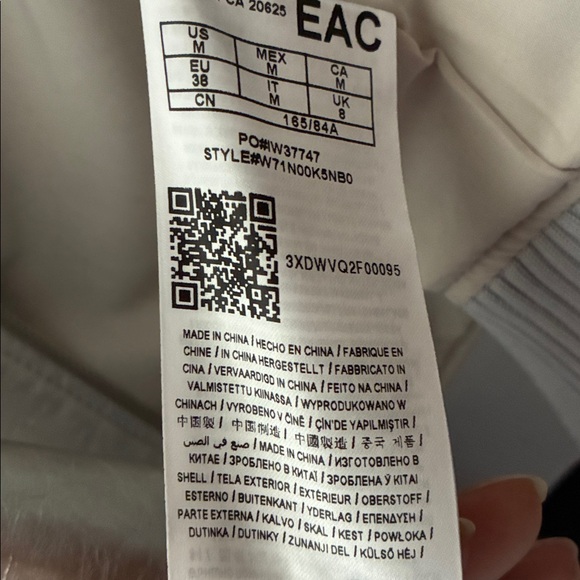 CA 20625 EAC
US M MEX M CA M
EU 38 IT M UK 8
CN 165/84A
PO#IW37747
STYLE#W71N00K5NB0
3XDWVQ2F00095
MADE IN CHINA / HECHO EN CHINA / FABRIQUE EN
CHINE / IN CHINA HERGESTELLT / FABBRICATO IN
CINA / VERVAARDIGD IN CHINA / FEITO NA CHINA /
VALMISTETTU KIINASSA / WYPRODUKOWANO W
CHINACH / VYROBENO V ČÍNĚ / ÇİN'DE YAPILMIŞTIR /
中国製 / 中国制造 / 中國製造 / 중국 제품 /
صنع في الصين / MADE IN CHINA / ИЗГОТОВЛЕНО В
КИТАЕ / ЗРОБЛЕНО В КИТАЇ / ЗРОБЛЕНА Ў КІТАІ
SHELL / TELA EXTERIOR / EXTÉRIEUR / OBERSTOFF /
ESTERNO / BUITENKANT / YDERLAG / ΕΠΕΝΔΥΣΗ /
PARTE EXTERNA / KALVO / SKAL / KEST / POWŁOKA /
DUTINKA / DUTINKY / ZUNANJI DEL / KÜLSŐ HÉJ /